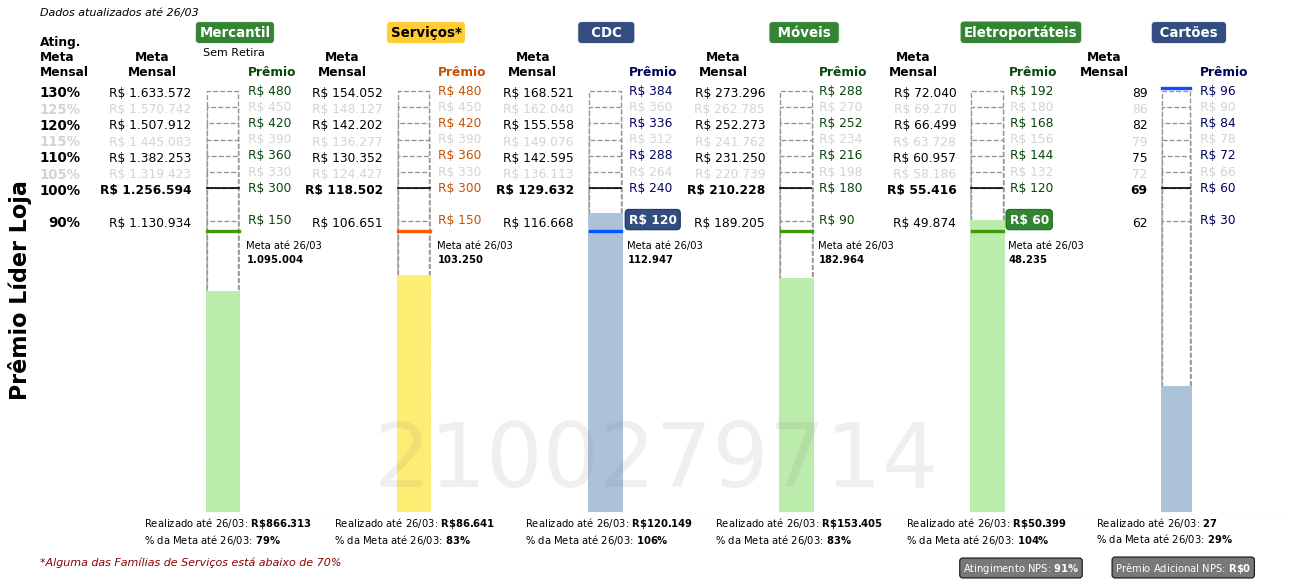 Dados atualizados até 26/03
Mercantil Serviços* CDC Móveis Eletroportáteis Cartões
Sem Retira
Ating. Meta Mensal Meta Mensal Prêmio Meta Mensal Prêmio Meta Mensal Prêmio Meta Mensal Prêmio Meta Mensal Prêmio Meta Mensal Prêmio
130% R$ 1.633.572 R$ 480 R$ 154.052 R$ 480 R$ 168.521 R$ 384 R$ 273.296 R$ 288 R$ 72.040 R$ 192 89 R$ 96
125% R$ 1.570.742 R$ 450 R$ 148.127 R$ 450 R$ 162.040 R$ 360 R$ 262.785 R$ 270 R$ 69.270 R$ 180 86 R$ 90
120% R$ 1.507.912 R$ 420 R$ 142.202 R$ 420 R$ 155.558 R$ 336 R$ 252.273 R$ 252 R$ 66.499 R$ 168 82 R$ 84
115% R$ 1.445.083 R$ 390 R$ 136.277 R$ 390 R$ 149.076 R$ 312 R$ 241.762 R$ 234 R$ 63.728 R$ 156 79 R$ 78
110% R$ 1.382.253 R$ 360 R$ 130.352 R$ 360 R$ 142.595 R$ 288 R$ 231.250 R$ 216 R$ 60.957 R$ 144 75 R$ 72
105% R$ 1.319.423 R$ 330 R$ 124.427 R$ 330 R$ 136.113 R$ 264 R$ 220.739 R$ 198 R$ 58.186 R$ 132 72 R$ 66
100% R$ 1.256.594 R$ 300 R$ 118.502 R$ 300 R$ 129.632 R$ 240 R$ 210.228 R$ 180 R$ 55.416 R$ 120 69 R$ 60
90% R$ 1.130.934 R$ 150 R$ 106.651 R$ 150 R$ 116.668 R$ 120 R$ 189.205 R$ 90 R$ 49.874 R$ 60 62 R$ 30
Meta até 26/03 Meta até 26/03 Meta até 26/03 Meta até 26/03 Meta até 26/03
1.095.004 103.250 112.947 182.964 48.235
Prêmio Líder Loja
2100279714
Realizado até 26/03: R$866.313 Realizado até 26/03: R$86.641 Realizado até 26/03: R$120.149 Realizado até 26/03: R$153.405 Realizado até 26/03: R$50.399 Realizado até 26/03: 27
% da Meta até 26/03: 79% % da Meta até 26/03: 83% % da Meta até 26/03: 106% % da Meta até 26/03: 83% % da Meta até 26/03: 104% % da Meta até 26/03: 29%
*Alguma das Famílias de Serviços está abaixo de 70% Atingimento NPS: 91% Prêmio Adicional NPS: R$0